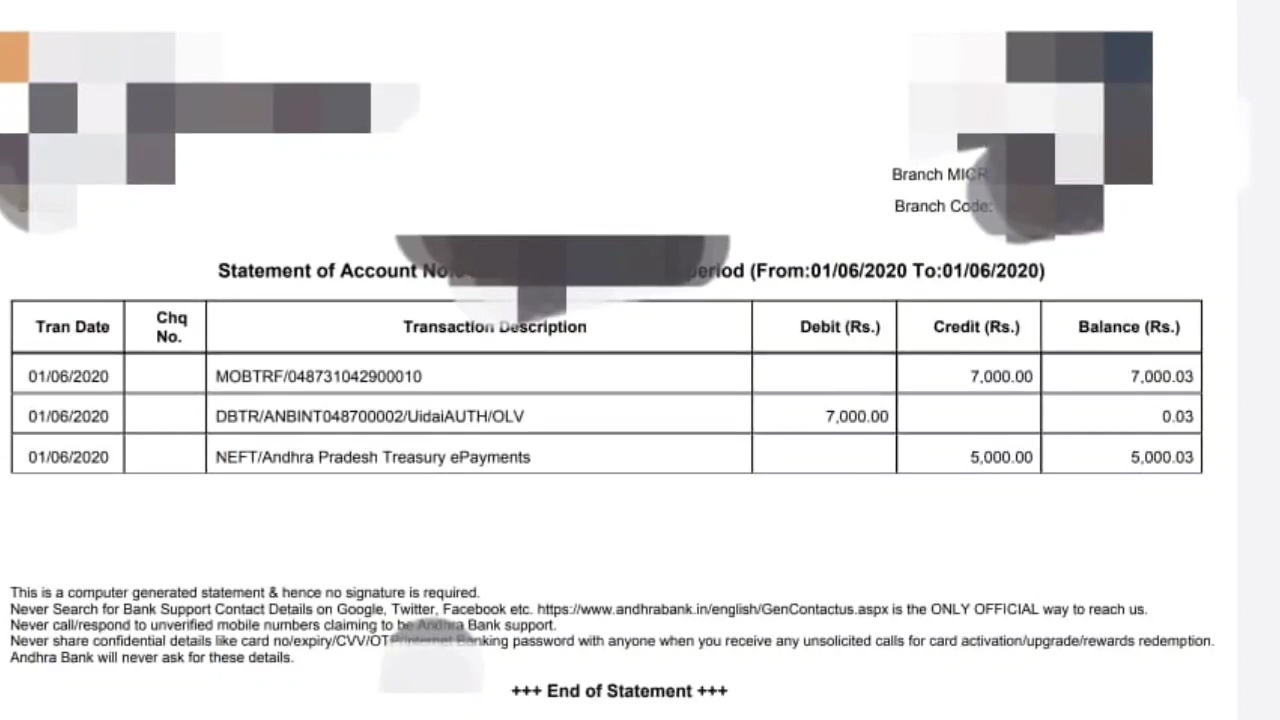 Branch MICR
Branch Code:
Statement of Account No. period (From:01/06/2020 To:01/06/2020)
Tran Date Chq No. Transaction Description Debit (Rs.) Credit (Rs.) Balance (Rs.)
01/06/2020 MOBTRF/048731042900010 7,000.00 7,000.03
01/06/2020 DBTR/ANBINT048700002/UidaiAUTH/OLV 7,000.00 0.03
01/06/2020 NEFT/Andhra Pradesh Treasury ePayments 5,000.00 5,000.03
This is a computer generated statement & hence no signature is required.
Never Search for Bank Support Contact Details on Google, Twitter, Facebook etc. https://www.andhrabank.in/english/GenContactus.aspx is the ONLY OFFICIAL way to reach us.
Never call/respond to unverified mobile numbers claiming to be Andhra Bank support.
Never share confidential details like card no/expiry/CVV/OTP/Internet Banking password with anyone when you receive any unsolicited calls for card activation/upgrade/rewards redemption.
Andhra Bank will never ask for these details.
+++ End of Statement +++